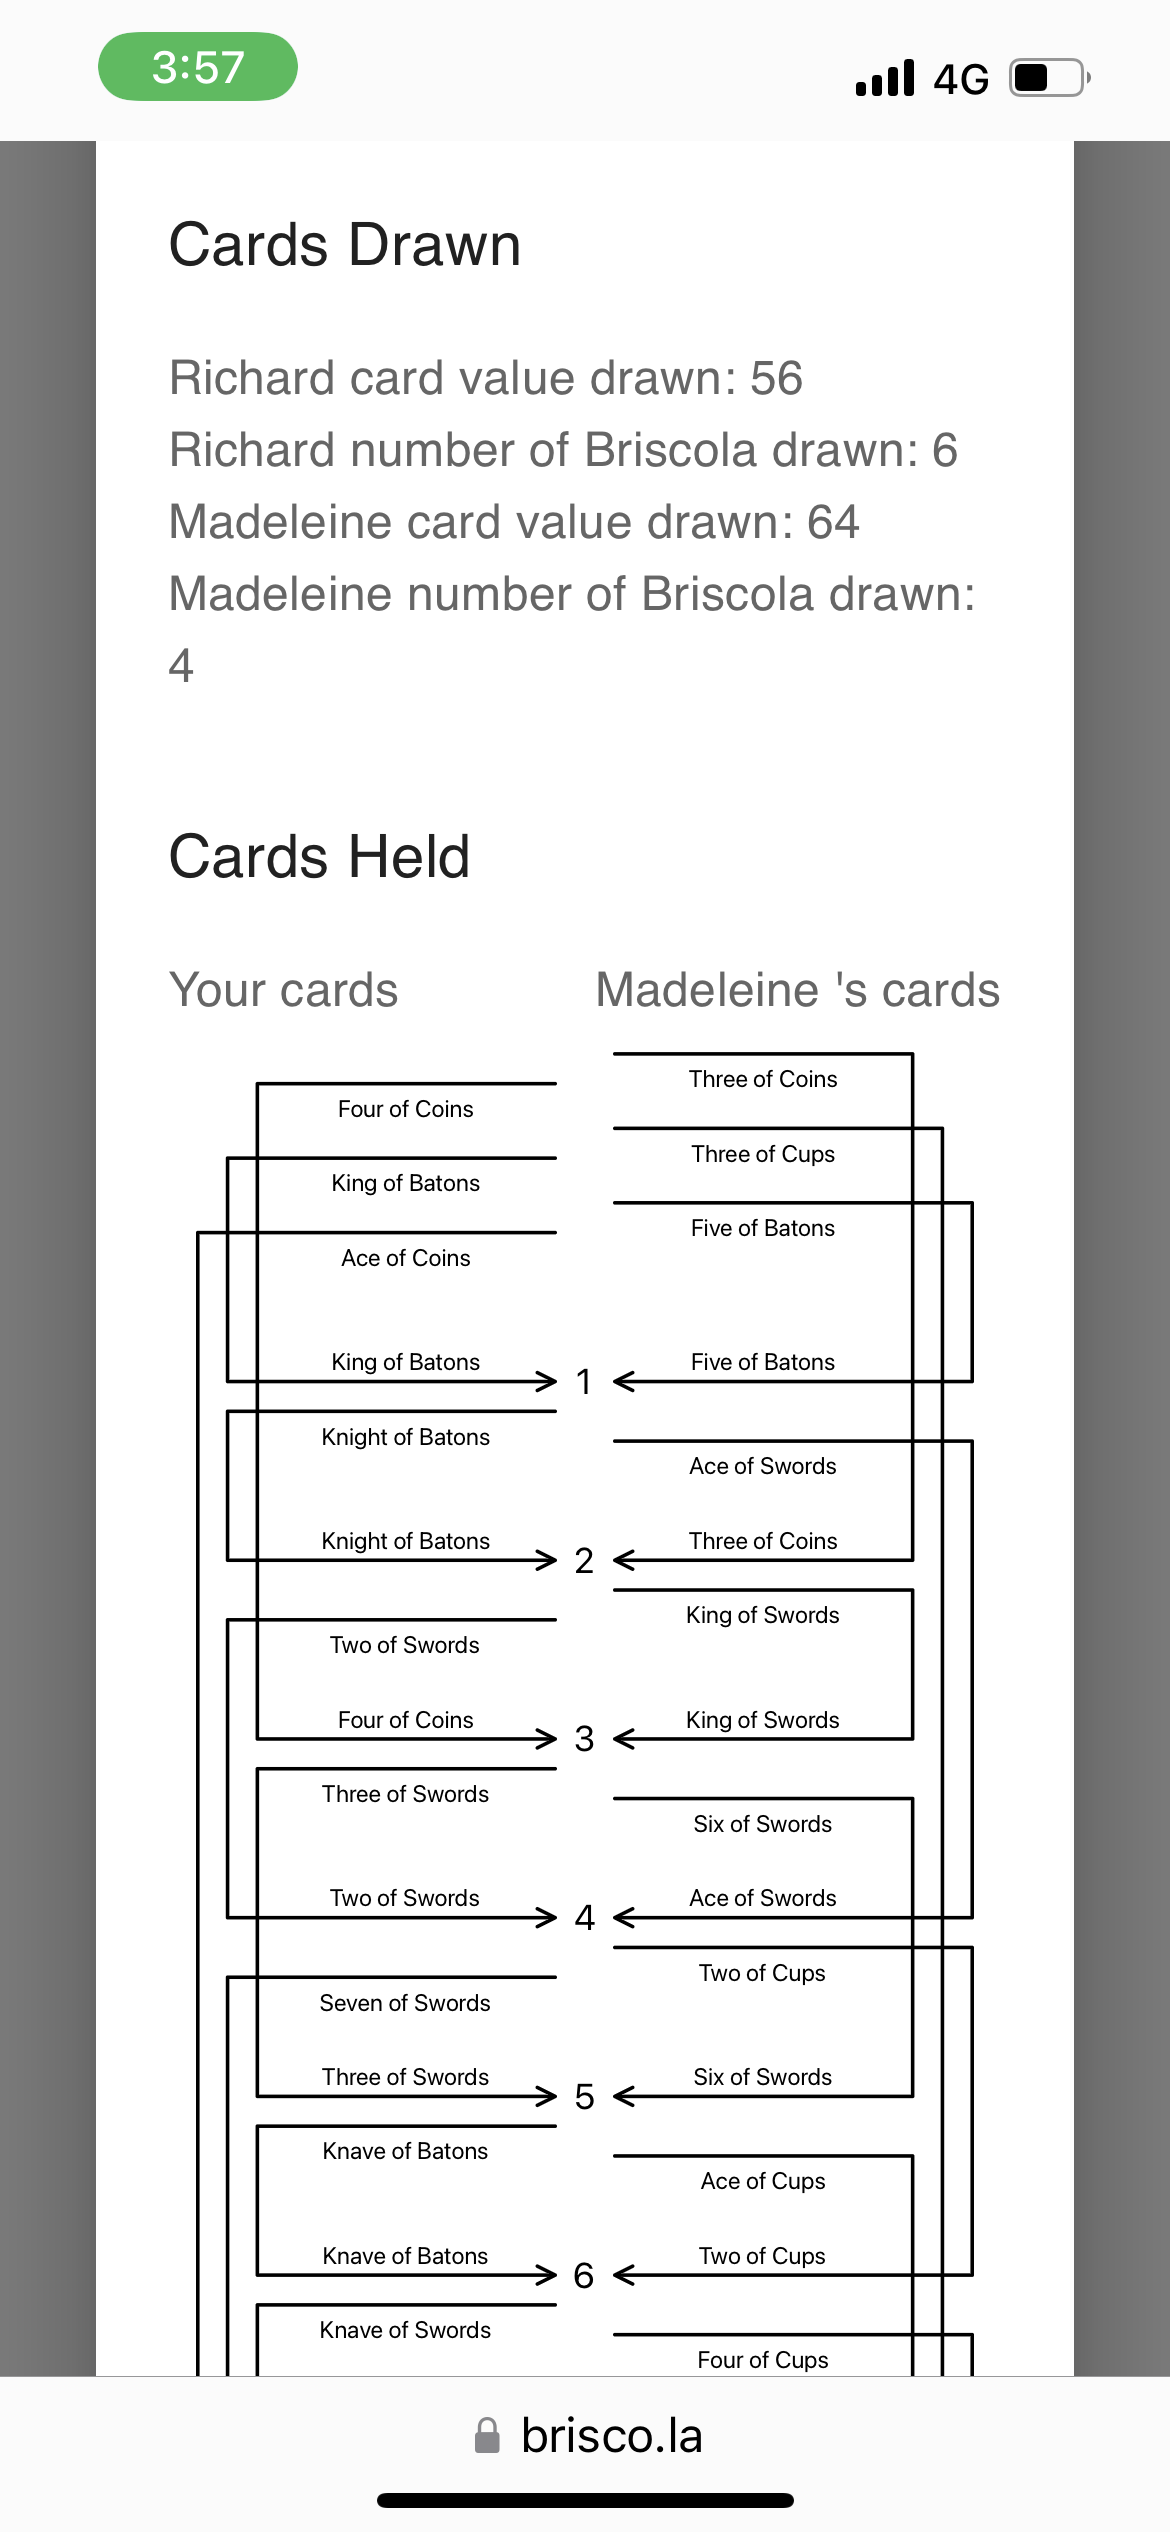 3:57
4G
Cards Drawn
Richard card value drawn: 56
Richard number of Briscola drawn: 6
Madeleine card value drawn: 64
Madeleine number of Briscola drawn:
4
Cards Held
Your cards Madeleine 's cards
Three of Coins
Four of Coins
Three of Cups
King of Batons
Five of Batons
Ace of Coins
King of Batons 1 Five of Batons
Knight of Batons
Ace of Swords
Knight of Batons 2 Three of Coins
King of Swords
Two of Swords
Four of Coins 3 King of Swords
Three of Swords
Six of Swords
Two of Swords 4 Ace of Swords
Two of Cups
Seven of Swords
Three of Swords 5 Six of Swords
Knave of Batons
Ace of Cups
Knave of Batons 6 Two of Cups
Knave of Swords
Four of Cups
brisco.la